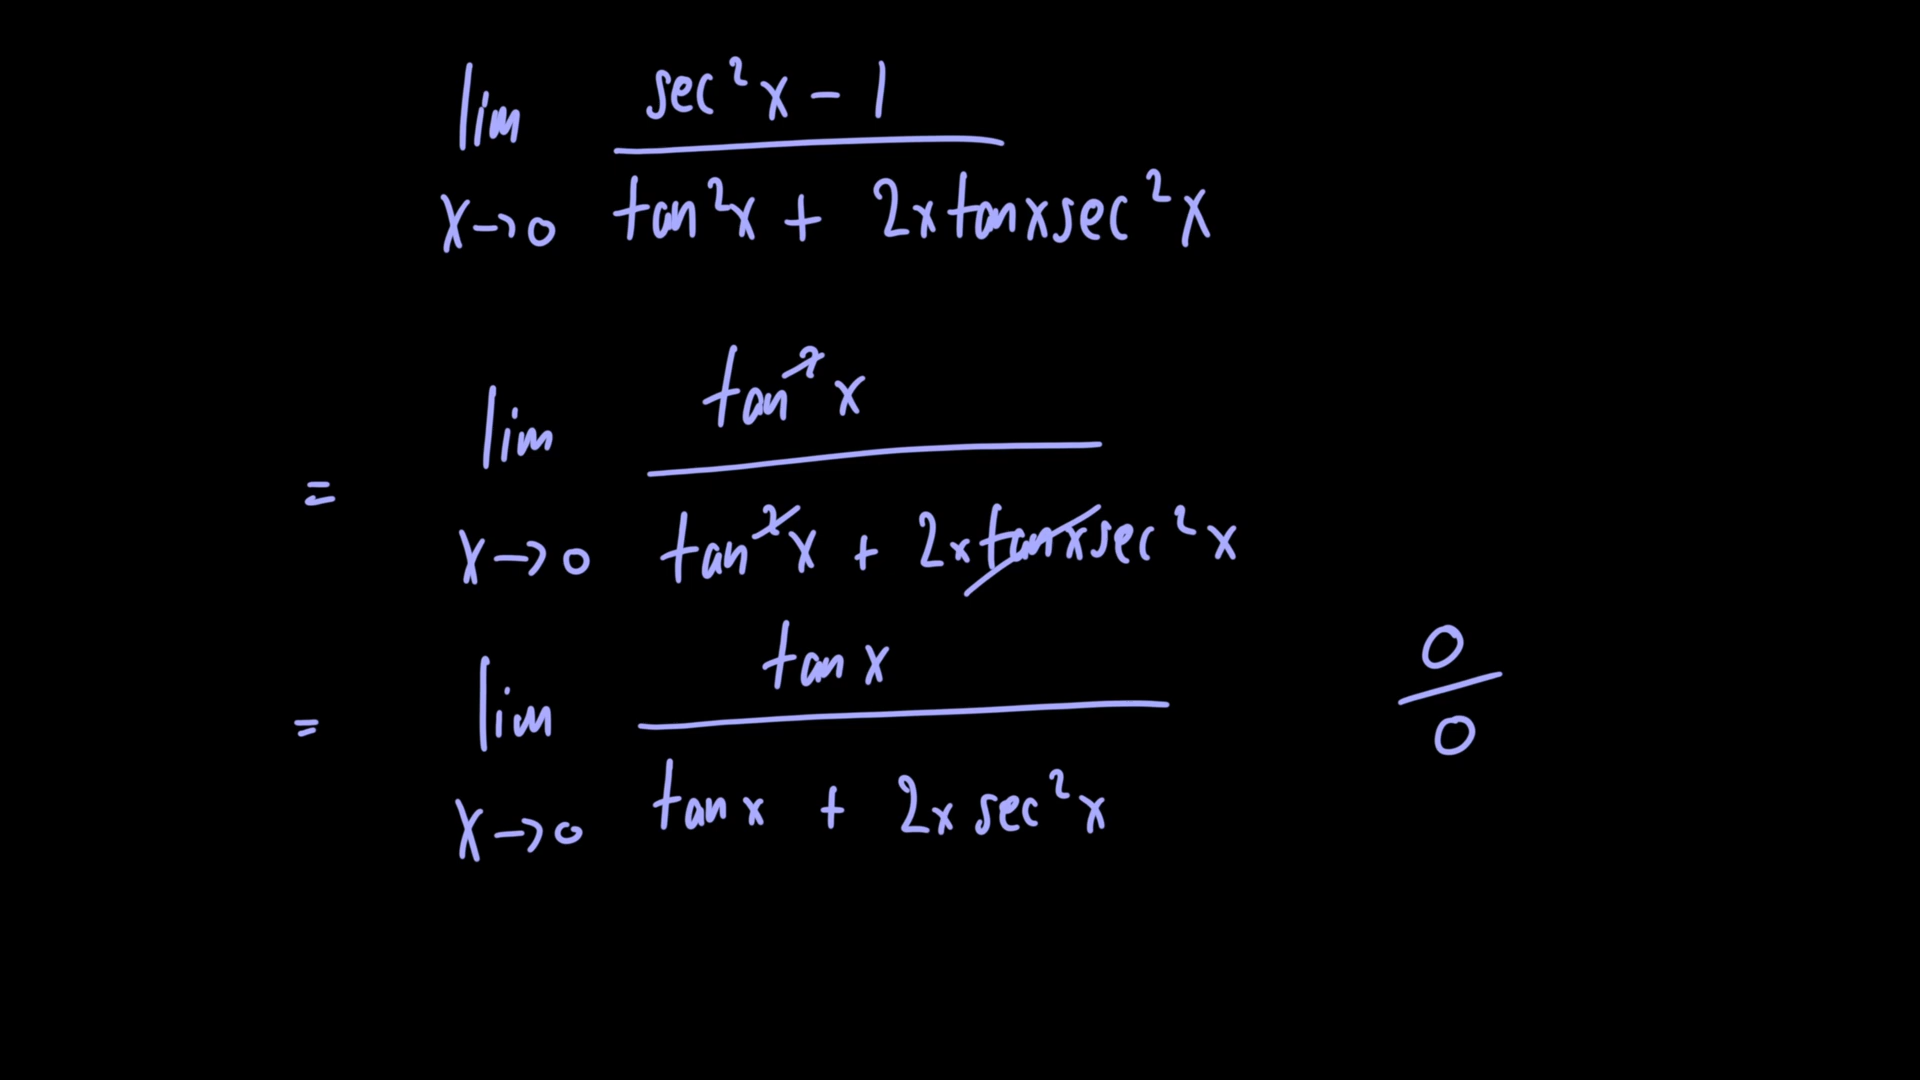 lim sec²x - 1
x→0 tan²x + 2x tanx sec²x
lim tan²x
=
x→0 tan²x + 2x tanx sec²x
lim tan x 0
=
x→0 tan x + 2x sec²x 0